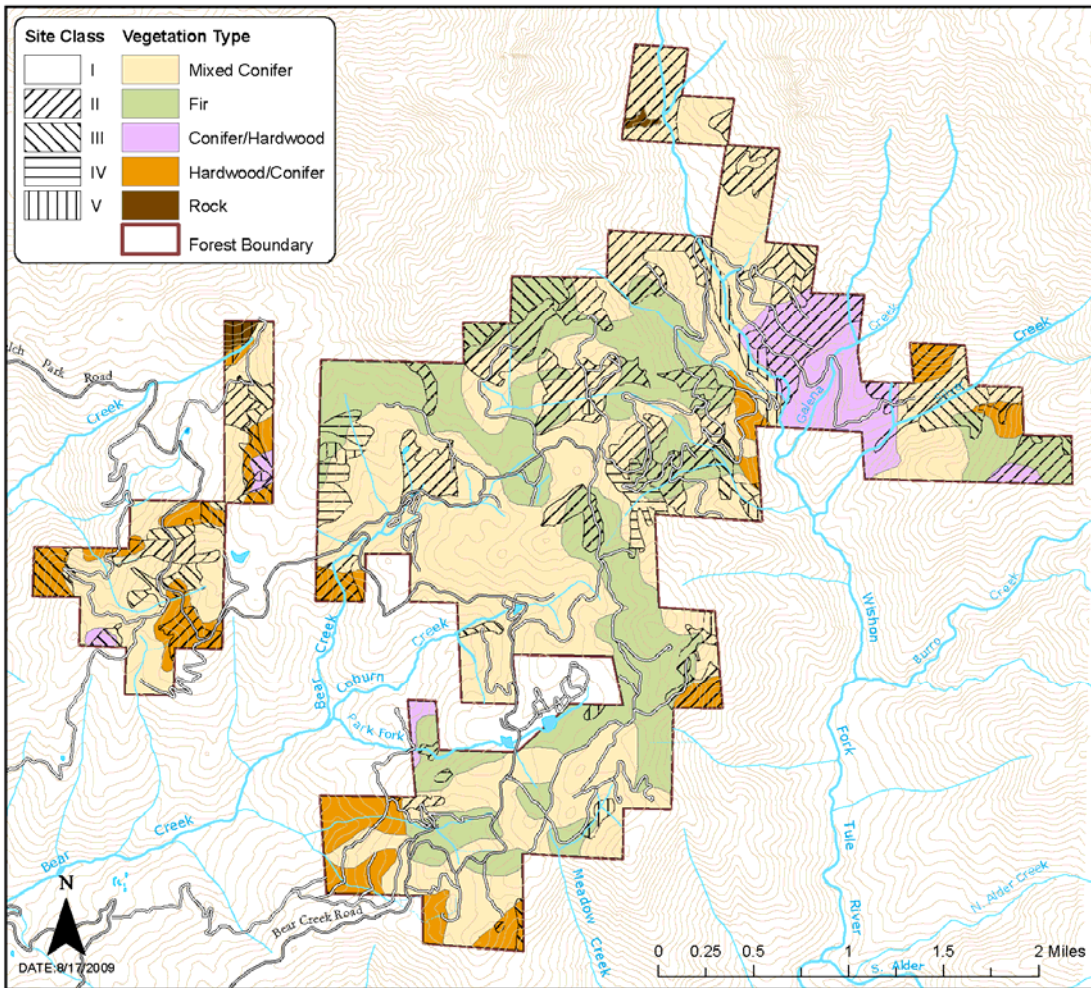 Site Class Vegetation Type
I Mixed Conifer
II Fir
III Conifer/Hardwood
IV Hardwood/Conifer
V Rock
Forest Boundary
Park
Road
Creek
Creek
Creek
Galena
Bear Creek
Coburn
Creek
Park Fork
Wishon
Burro
Creek
Fork
Tule
River
Bear
Creek
Meadow
Creek
N. Alder Creek
S. Alder
Bear Creek Road
N
DATE:8/17/2009
0 0.25 0.5 1 1.5 2 Miles